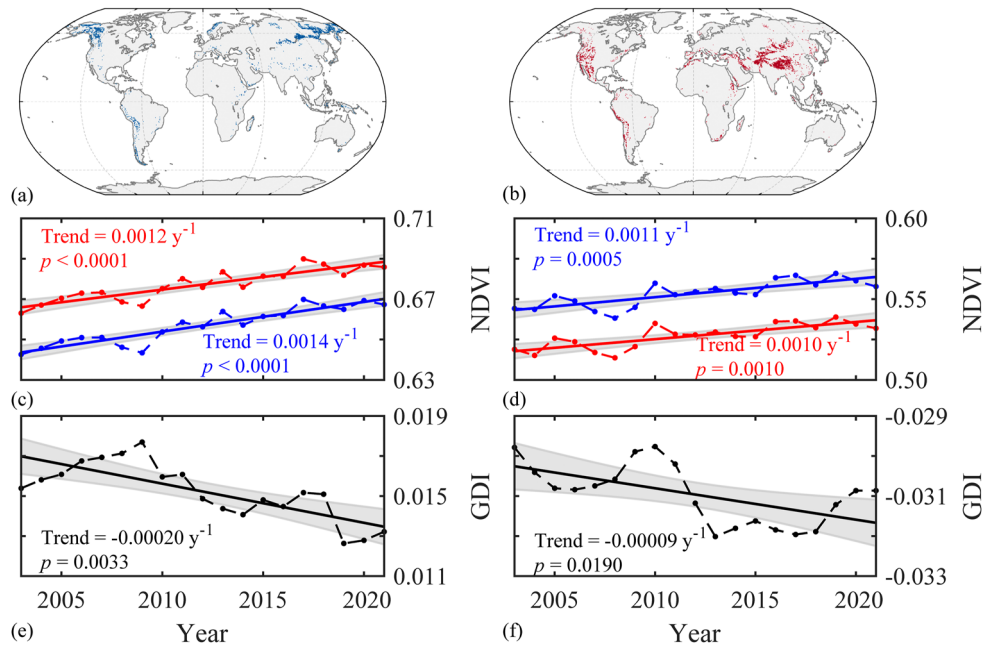 (a)
(b)
Trend = 0.0012 y-1
p < 0.0001
Trend = 0.0014 y-1
p < 0.0001
0.71
0.67
0.63
NDVI
(c)
Trend = 0.0011 y-1
p = 0.0005
Trend = 0.0010 y-1
p = 0.0010
0.60
0.55
0.50
NDVI
(d)
Trend = -0.00020 y-1
p = 0.0033
0.019
0.015
0.011
GDI
2005
2010
2015
2020
Year
(e)
Trend = -0.00009 y-1
p = 0.0190
-0.029
-0.031
-0.033
GDI
2005
2010
2015
2020
Year
(f)